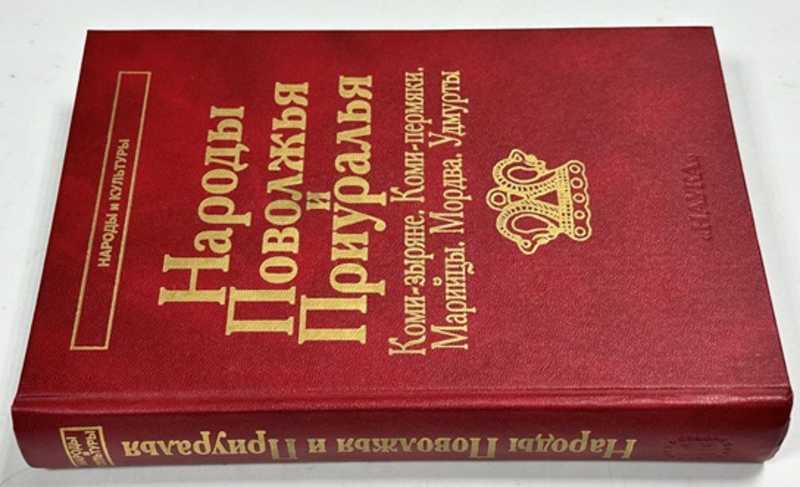 НАРОДЫ И КУЛЬТУРЫ
Народы
Поволжья
и
Приуралья
Коми-зыряне. Коми-пермяки.
Марийцы. Мордва. Удмурты
«НАУКА»
НАРОДЫ
И
КУЛЬТУРЫ
Народы Поволжья и Приуралья